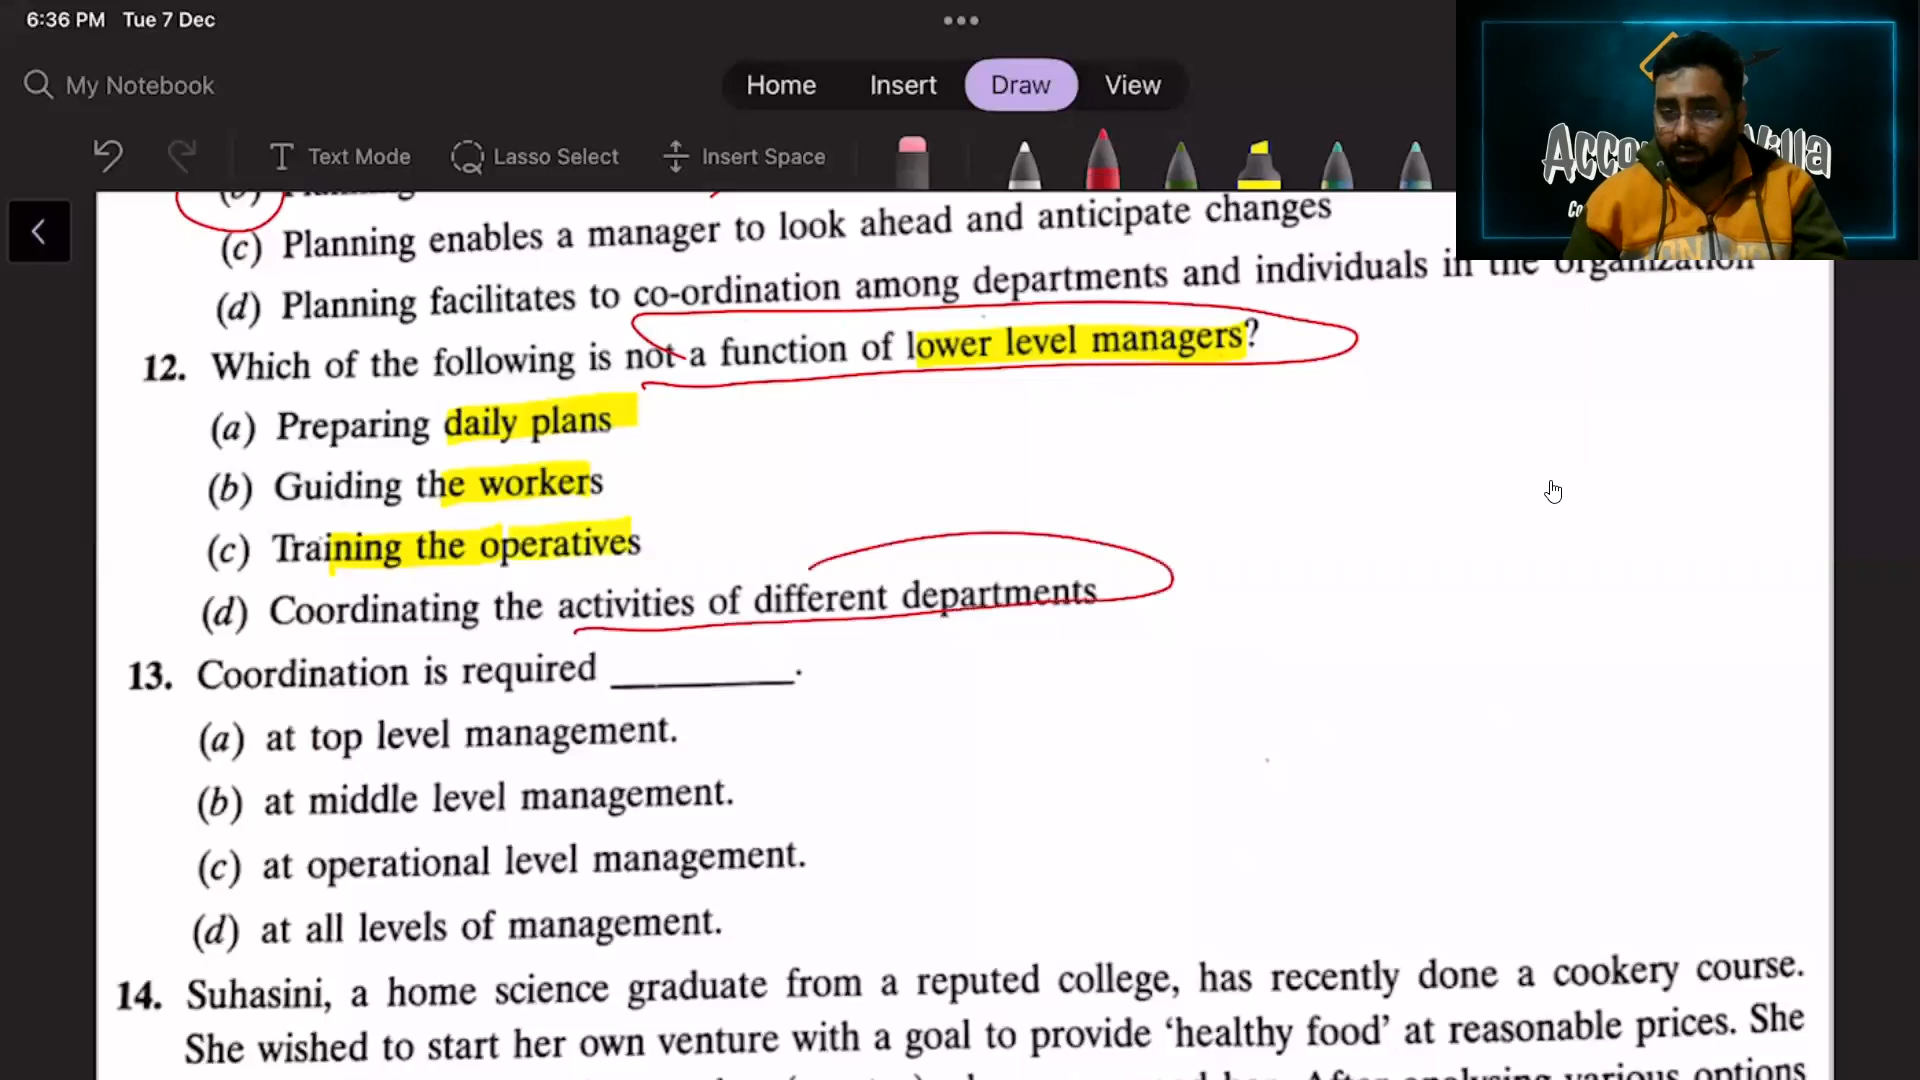 6:36 PM Tue 7 Dec
My Notebook
Home Insert Draw View
Text Mode Lasso Select Insert Space
(b) Planning
(c) Planning enables a manager to look ahead and anticipate changes
(d) Planning facilitates to co-ordination among departments and individuals in the organization
12. Which of the following is not a function of lower level managers?
(a) Preparing daily plans
(b) Guiding the workers
(c) Training the operatives
(d) Coordinating the activities of different departments
13. Coordination is required _________.
(a) at top level management.
(b) at middle level management.
(c) at operational level management.
(d) at all levels of management.
14. Suhasini, a home science graduate from a reputed college, has recently done a cookery course.
She wished to start her own venture with a goal to provide ‘healthy food’ at reasonable prices. She
After analysing various options